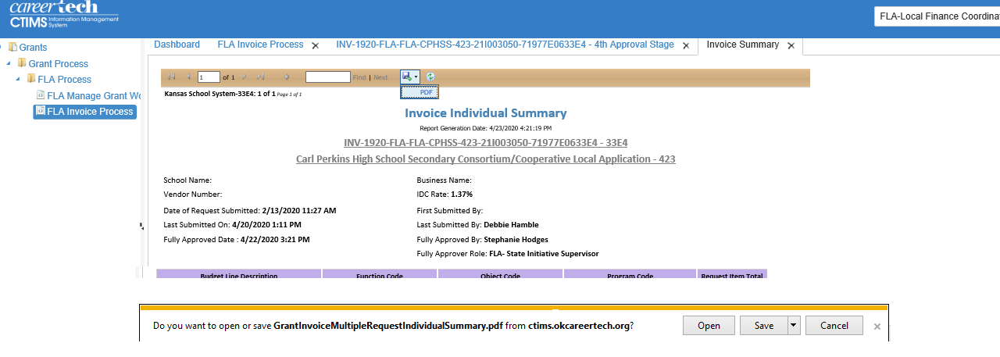 careertech
CTIMS Information Management System
FLA-Local Finance Coordina
Grants
Grant Process
FLA Process
FLA Manage Grant Wo
FLA Invoice Process
Dashboard
FLA Invoice Process
INV-1920-FLA-FLA-CPHSS-423-21I003050-71977E0633E4 - 4th Approval Stage
Invoice Summary
1 of 1 Find | Next
PDF
Kansas School System-33E4: 1 of 1 Page 1 of 1
Invoice Individual Summary
Report Generation Date: 4/23/2020 4:21:19 PM
INV-1920-FLA-FLA-CPHSS-423-21I003050-71977E0633E4 - 33E4
Carl Perkins High School Secondary Consortium/Cooperative Local Application - 423
School Name: Business Name:
Vendor Number: IDC Rate: 1.37%
Date of Request Submitted: 2/13/2020 11:27 AM First Submitted By:
Last Submitted On: 4/20/2020 1:11 PM Last Submitted By: Debbie Hamble
Fully Approved Date : 4/22/2020 3:21 PM Fully Approved By: Stephanie Hodges
Fully Approver Role: FLA- State Initiative Supervisor
Budget Line Description Function Code Object Code Program Code Request Item Total
Do you want to open or save GrantInvoiceMultipleRequestIndividualSummary.pdf from ctims.okcareertech.org? Open Save Cancel